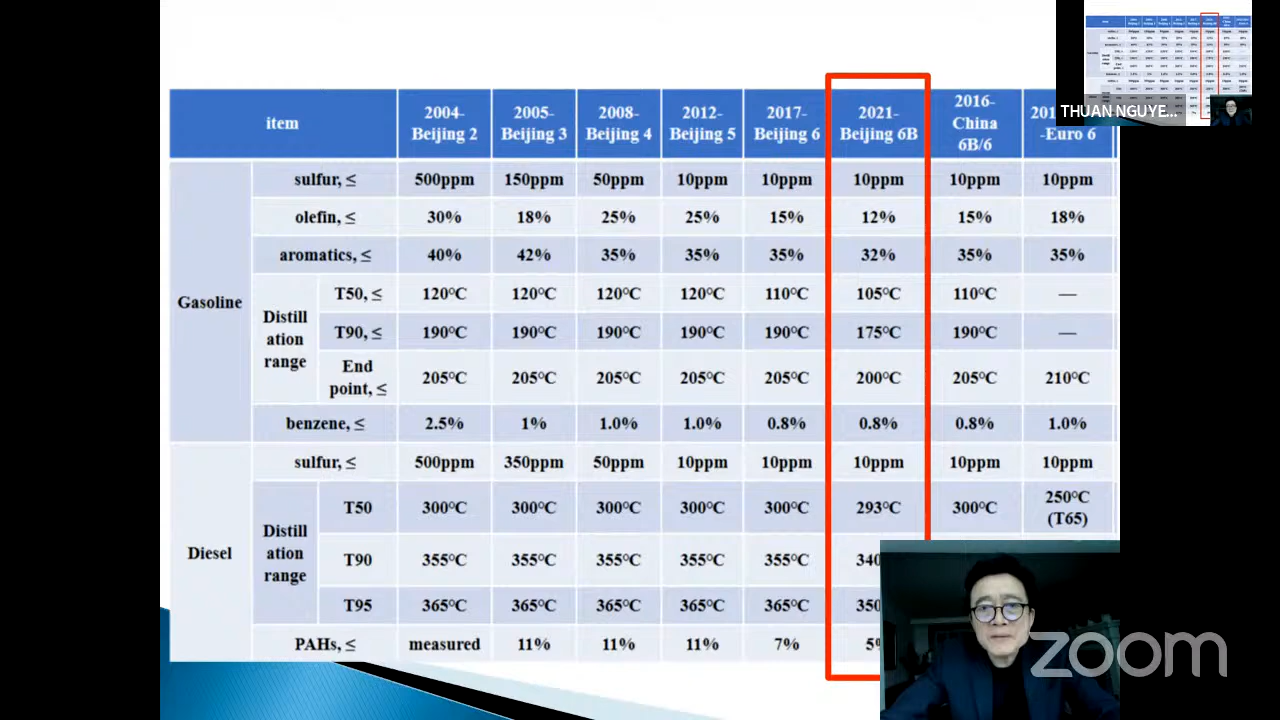 item 2004- 2005- 2008- 2012- 2017- 2021- 2016- 201
Beijing 2 Beijing 3 Beijing 4 Beijing 5 Beijing 6 Beijing 6B China -Euro 6
6B/6
sulfur, ≤ 500ppm 150ppm 50ppm 10ppm 10ppm 10ppm 10ppm 10ppm
olefin, ≤ 30% 18% 25% 25% 15% 12% 15% 18%
aromatics, ≤ 40% 42% 35% 35% 35% 32% 35% 35%
Gasoline
Distill
ation
range
T50, ≤ 120°C 120°C 120°C 120°C 110°C 105°C 110°C —
T90, ≤ 190°C 190°C 190°C 190°C 190°C 175°C 190°C —
End
point, ≤ 205°C 205°C 205°C 205°C 205°C 200°C 205°C 210°C
benzene, ≤ 2.5% 1% 1.0% 1.0% 0.8% 0.8% 0.8% 1.0%
Diesel
sulfur, ≤ 500ppm 350ppm 50ppm 10ppm 10ppm 10ppm 10ppm 10ppm
Distill
ation
range
T50 300°C 300°C 300°C 300°C 300°C 293°C 300°C 250°C
(T65)
T90 355°C 355°C 355°C 355°C 355°C 340
T95 365°C 365°C 365°C 365°C 365°C 350
PAHs, ≤ measured 11% 11% 11% 7% 5%
THUAN NGUYE...
zoom